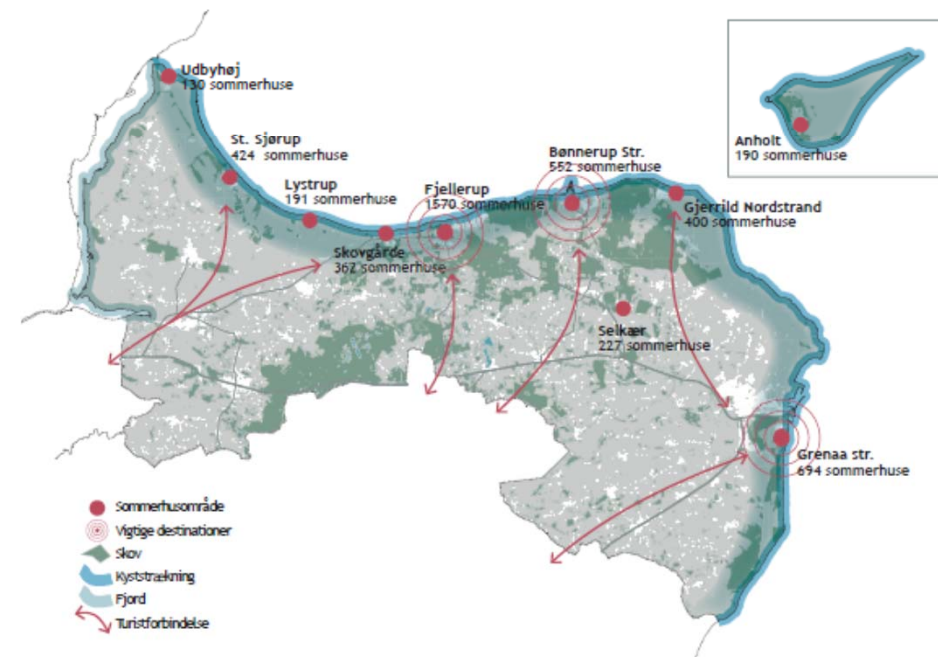 Udbyhøj
130 sommerhuse
St. Sjørup
424 sommerhuse
Lystrup
191 sommerhuse
Skovgårde
362 sommerhuse
Fjellerup
1570 sommerhuse
Bønnerup Str.
552 sommerhuse
Gjerrild Nordstrand
400 sommerhuse
Anholt
190 sommerhuse
Selkær
227 sommerhuse
Grenaa str.
694 sommerhuse
Sommerhusområde
Vigtige destinationer
Skov
Kyststrækning
Fjord
Turistforbindelse